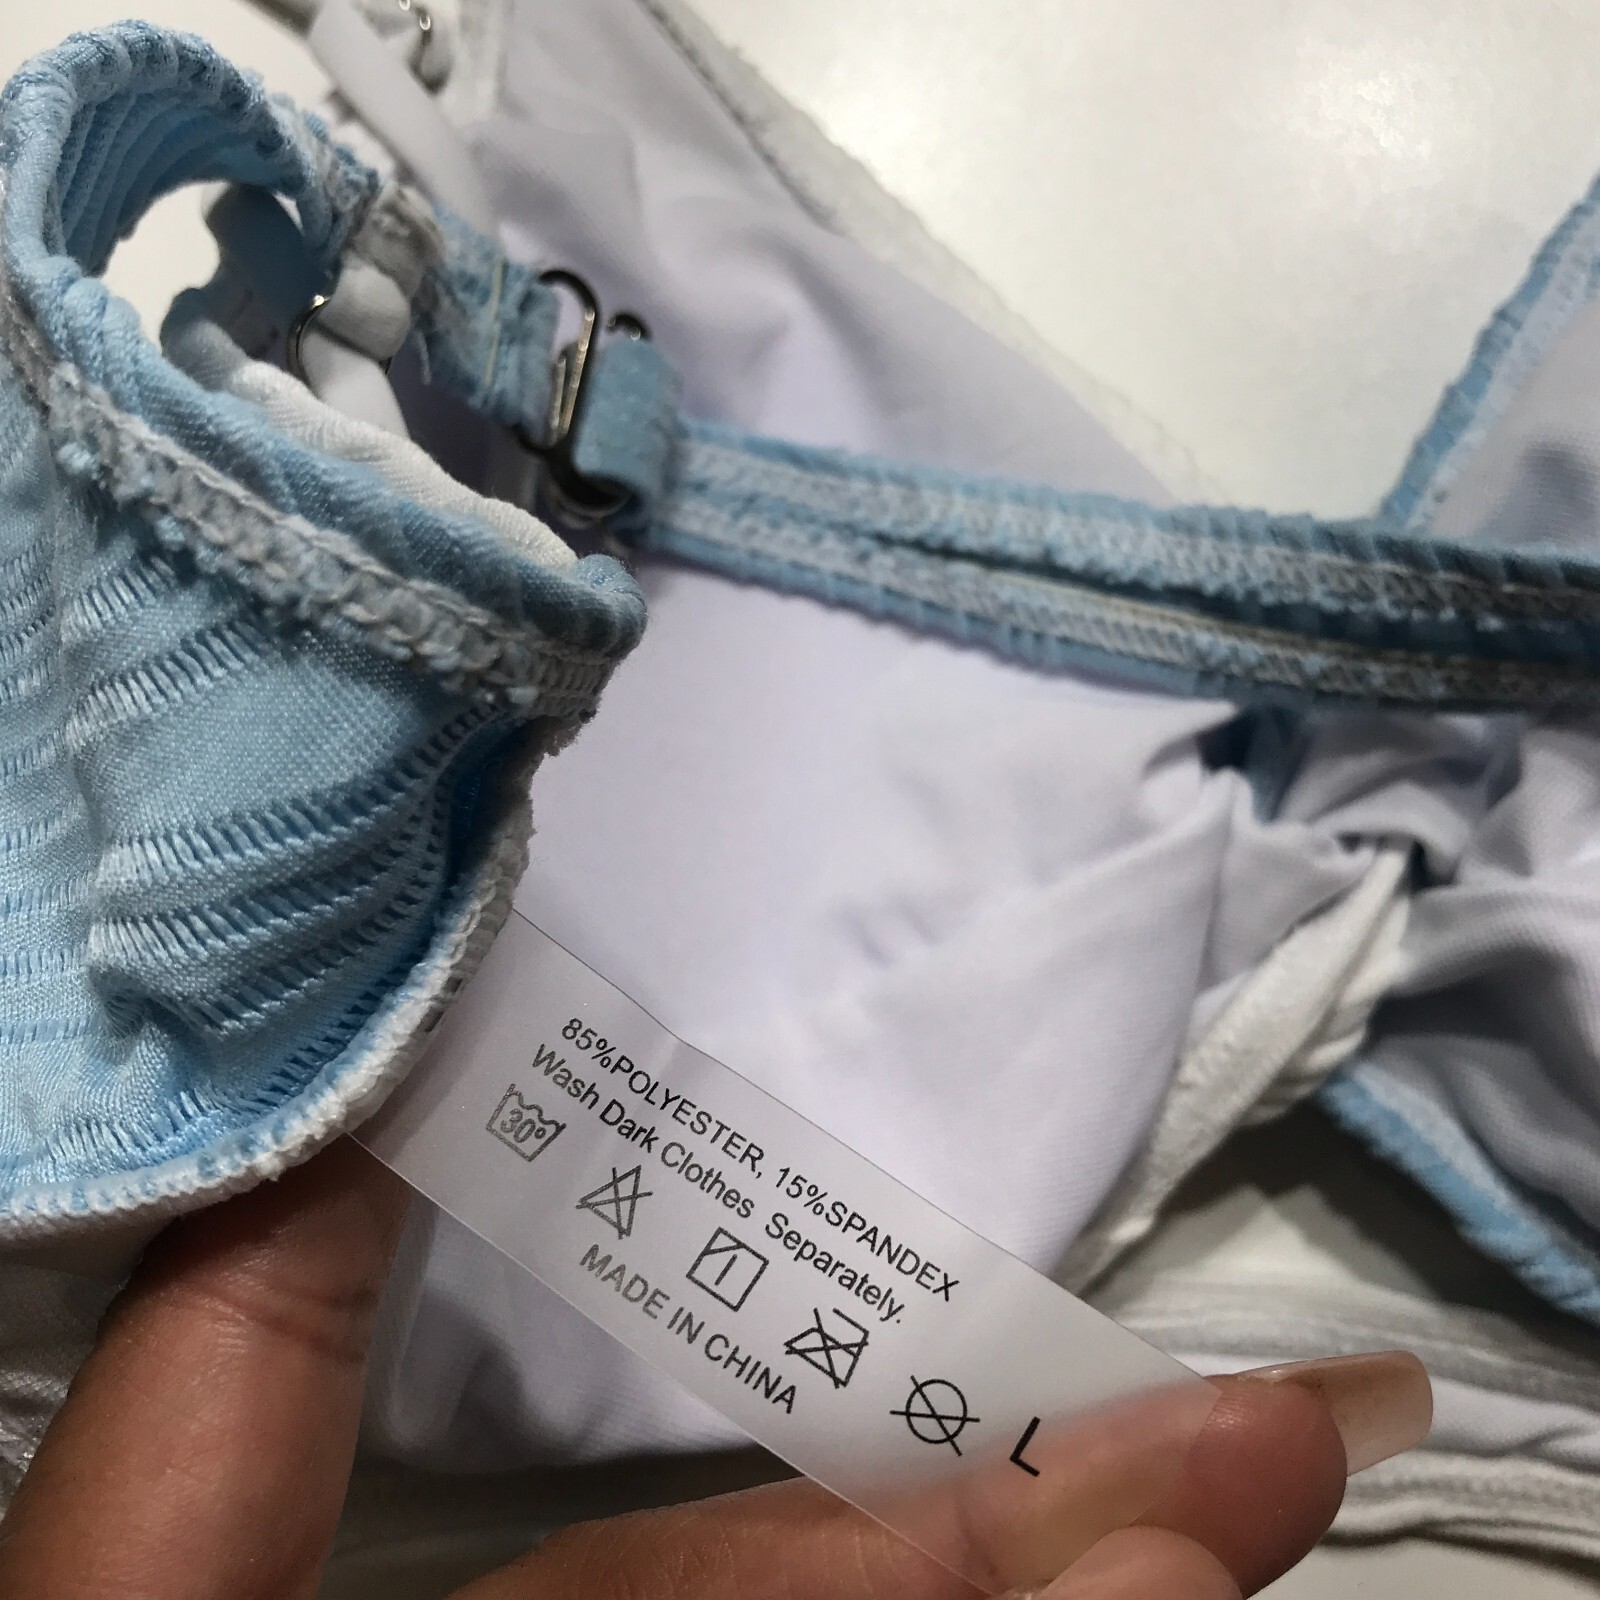 85%POLYESTER, 15%SPANDEX
Wash Dark Clothes Separately.
30°
MADE IN CHINA
L